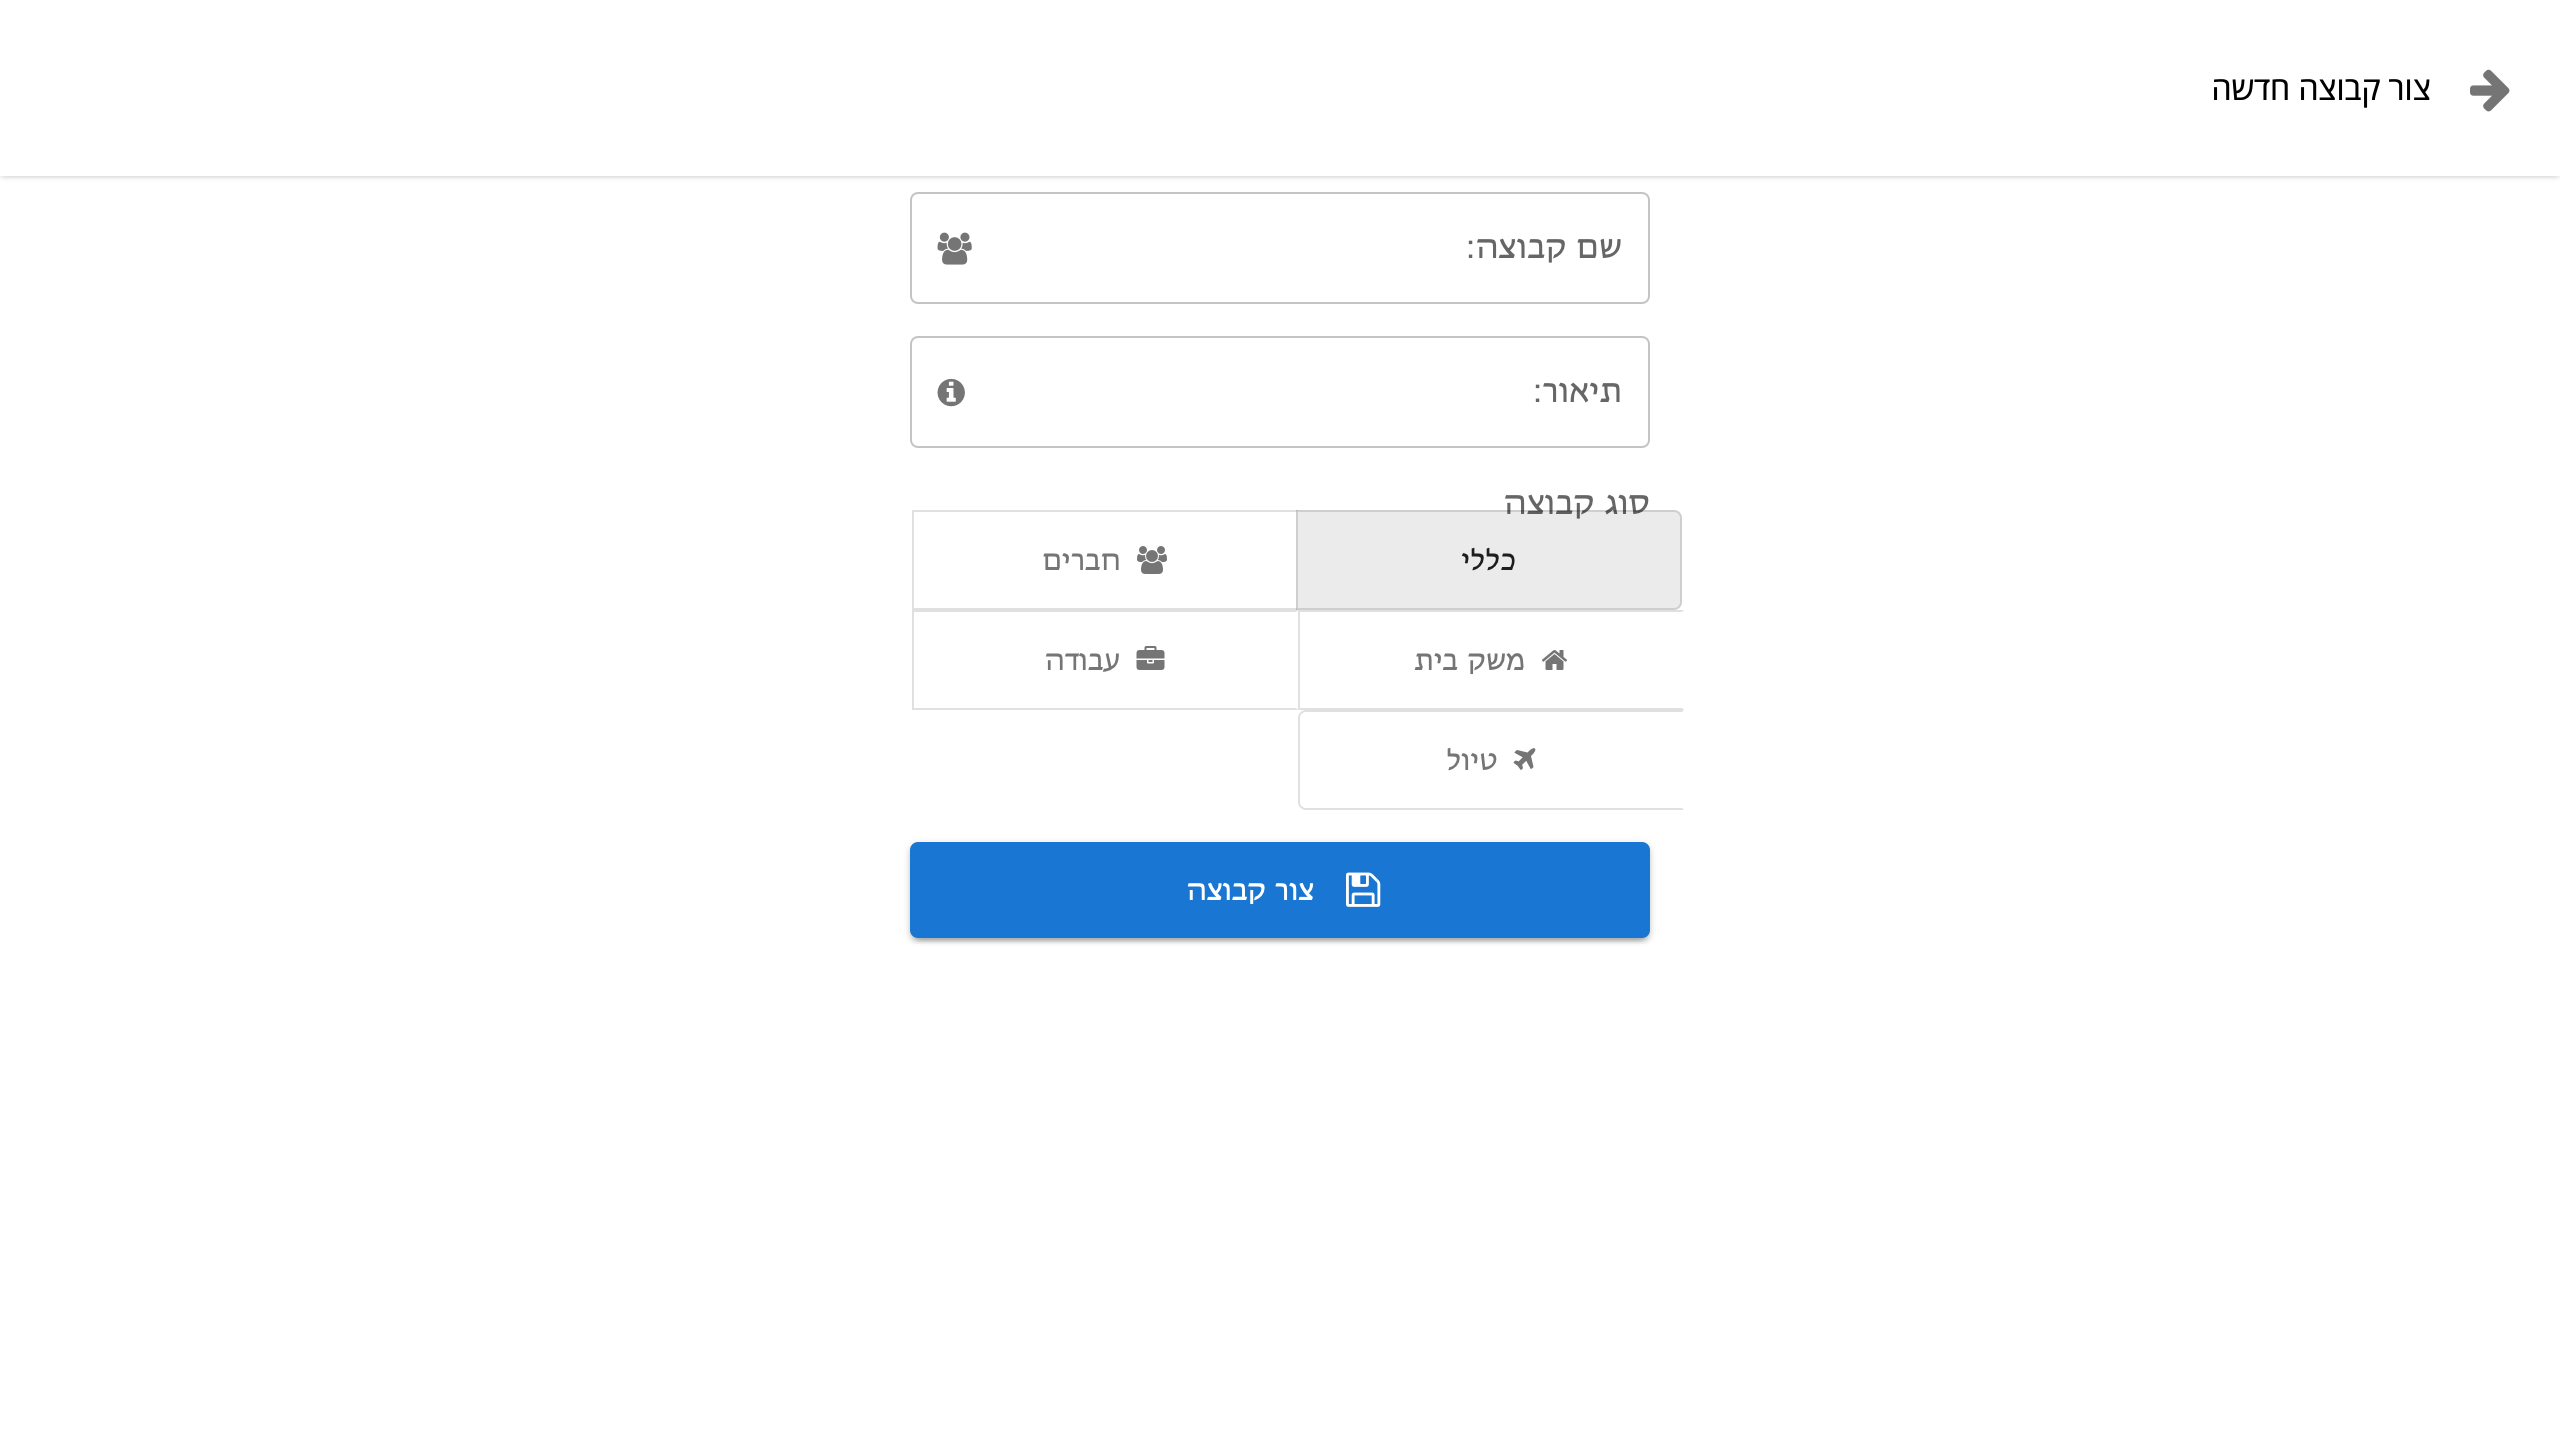 צור קבוצה חדשה
שם קבוצה:
תיאור:
סוג קבוצה
כללי
חברים
משק בית
עבודה
טיול
צור קבוצה